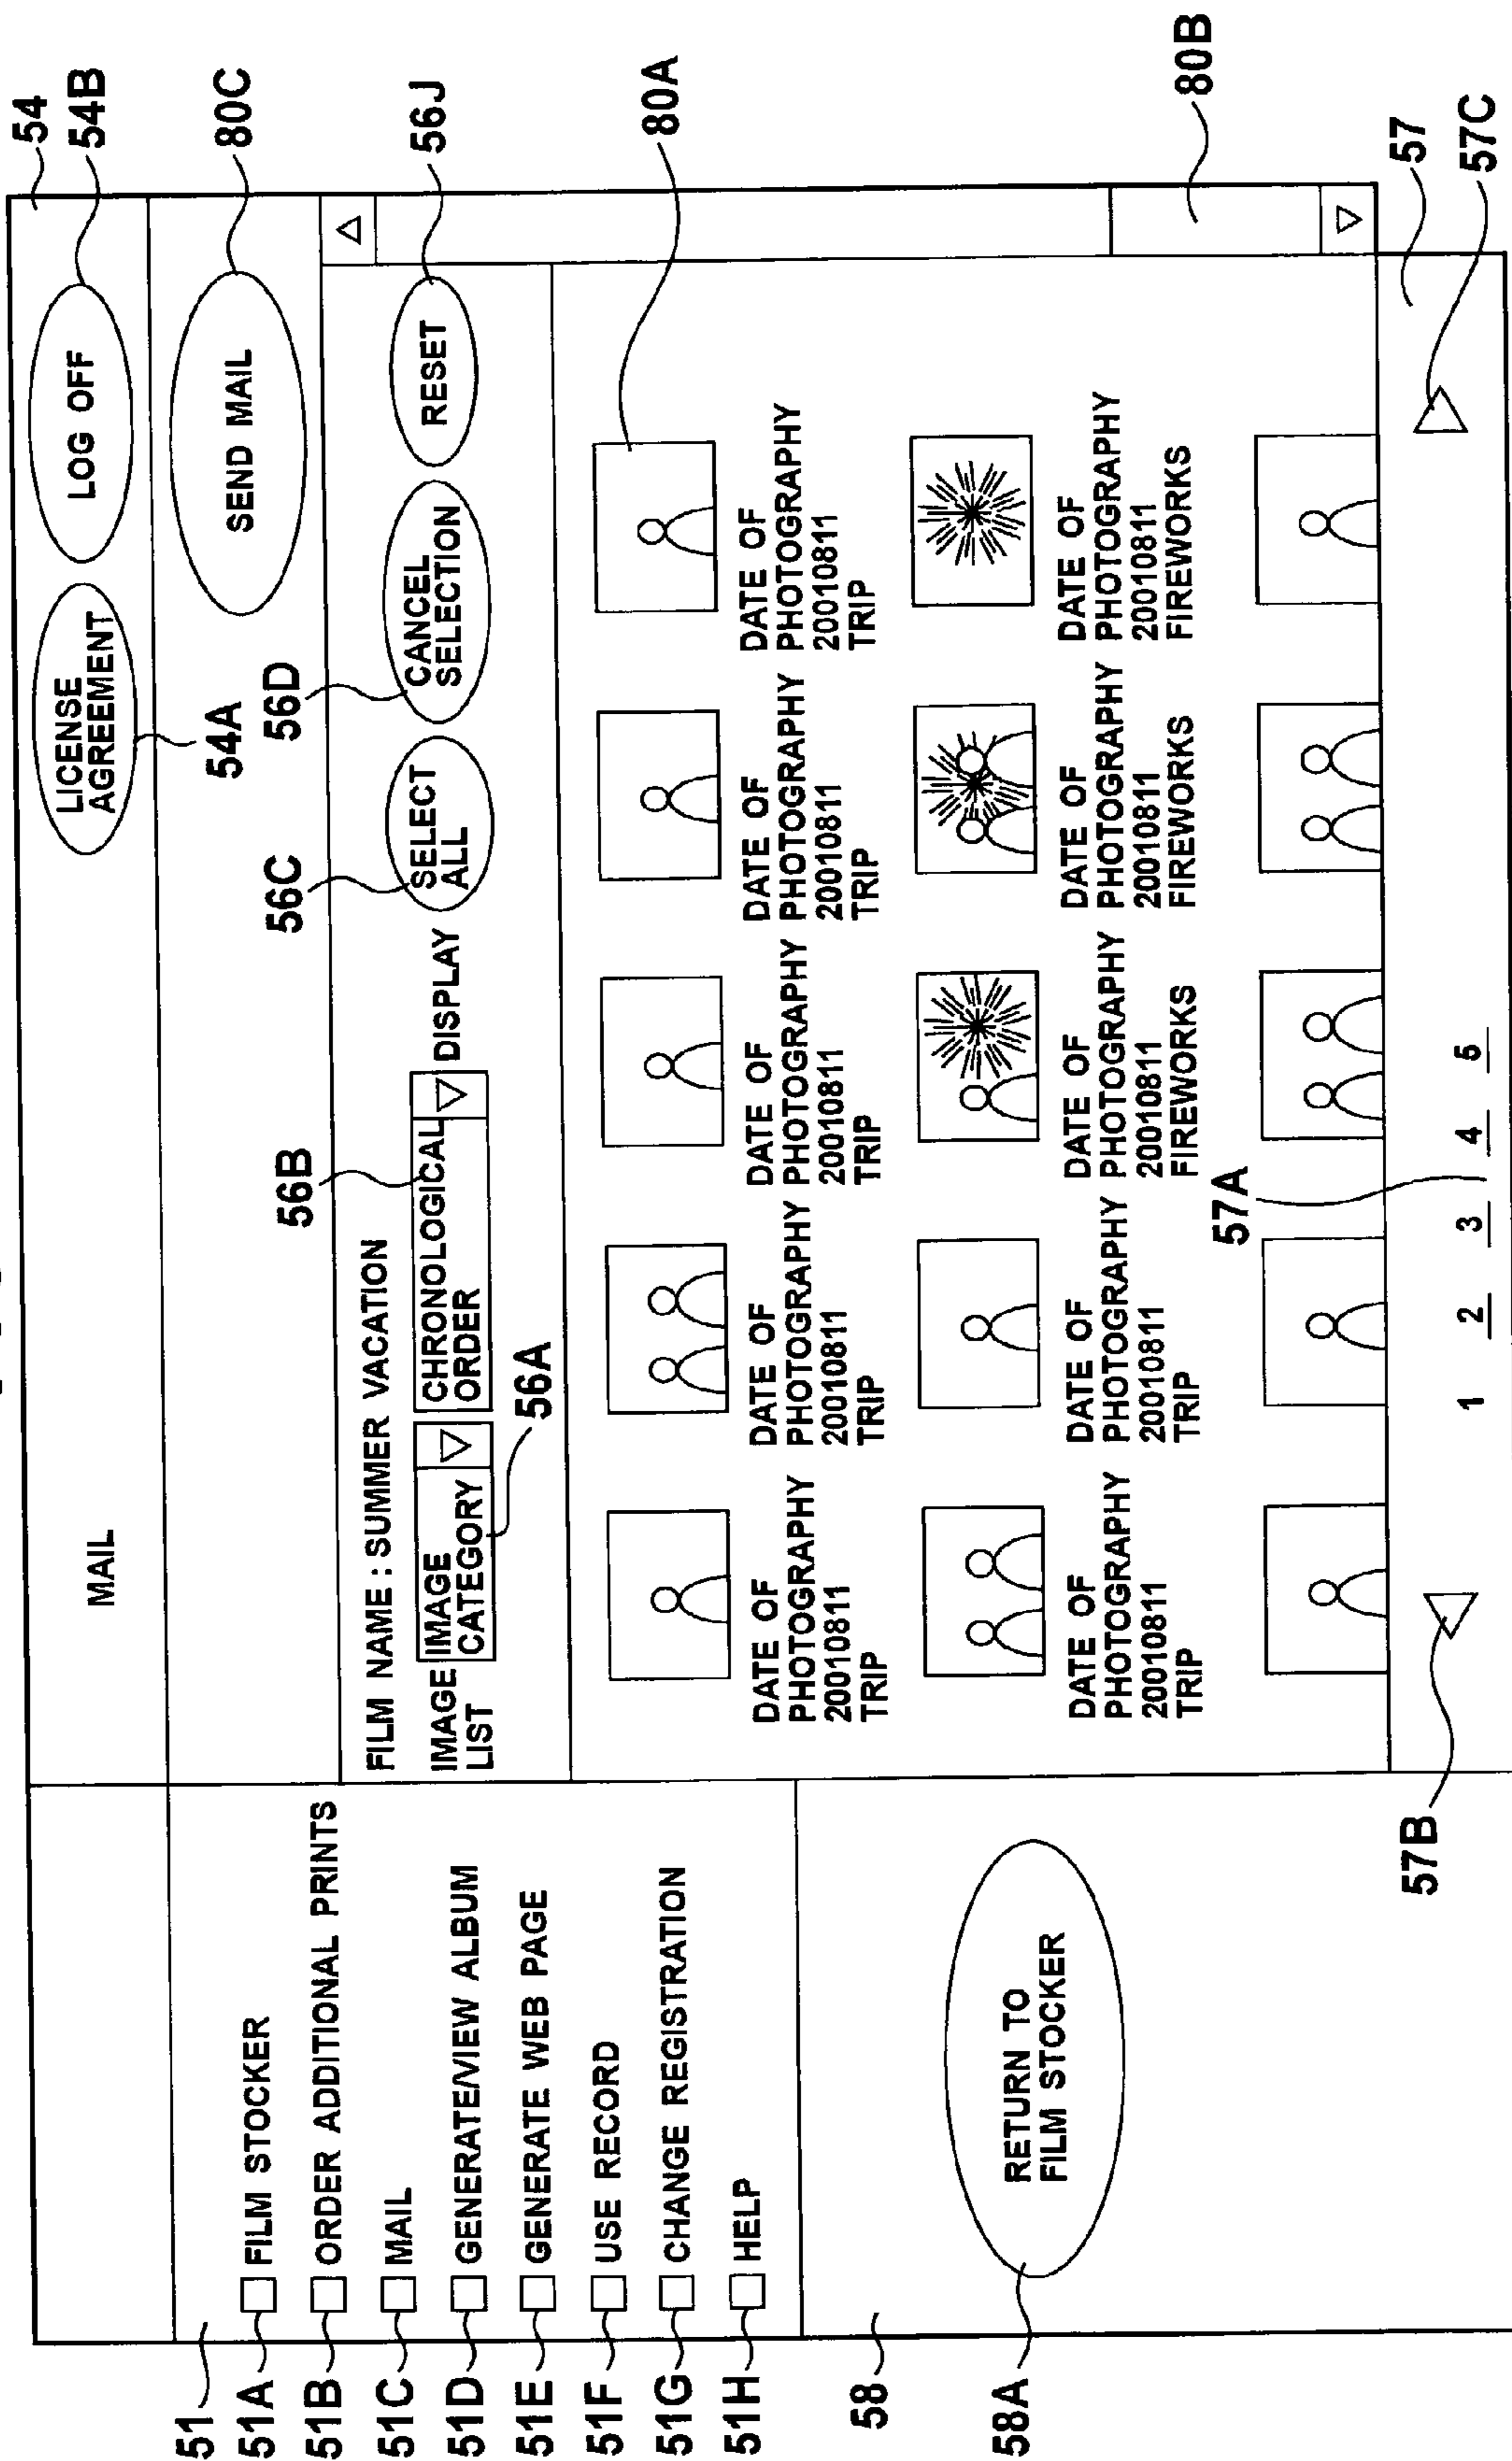 54
54B
80C
56J
80A
80B
57
57C
MAIL
LICENSE
AGREEMENT
LOG OFF
54A
SEND MAIL
51
51A
FILM STOCKER
51B
ORDER ADDITIONAL PRINTS
51C
MAIL
51D
GENERATE/VIEW ALBUM
51E
GENERATE WEB PAGE
51F
USE RECORD
51G
CHANGE REGISTRATION
51H
HELP
58
58A
RETURN TO
FILM STOCKER
56B
56C
56D
FILM NAME : SUMMER VACATION
IMAGE
LIST
IMAGE
CATEGORY
CHRONOLOGICAL
ORDER
DISPLAY
SELECT
ALL
CANCEL
SELECTION
RESET
56A
DATE OF
PHOTOGRAPHY
20010811
TRIP
DATE OF
PHOTOGRAPHY
20010811
TRIP
DATE OF
PHOTOGRAPHY
20010811
TRIP
DATE OF
PHOTOGRAPHY
20010811
TRIP
DATE OF
PHOTOGRAPHY
20010811
TRIP
DATE OF
PHOTOGRAPHY
20010811
TRIP
DATE OF
PHOTOGRAPHY
20010811
TRIP
DATE OF
PHOTOGRAPHY
20010811
FIREWORKS
DATE OF
PHOTOGRAPHY
20010811
FIREWORKS
DATE OF
PHOTOGRAPHY
20010811
FIREWORKS
57A
57B
1 2 3 4 5